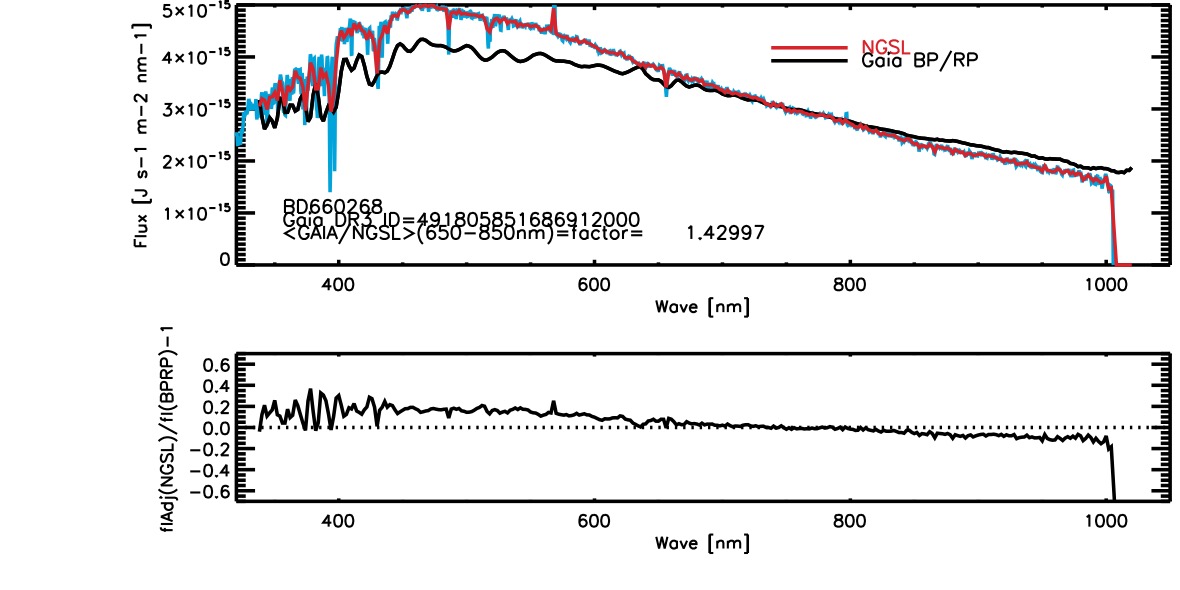 5×10⁻¹⁵
4×10⁻¹⁵
3×10⁻¹⁵
2×10⁻¹⁵
1×10⁻¹⁵
0
Flux [J s−1 m−2 nm−1]
NGSL
Gaia BP/RP
BD660268
Gaia DR3 ID=491805851686912000
<GAIA/NGSL>(650−850nm)=factor= 1.42997
400 600 800 1000
Wave [nm]
0.6
0.4
0.2
0.0
−0.2
−0.4
−0.6
flAdj(NGSL)/fl(BPRP)−1
400 600 800 1000
Wave [nm]